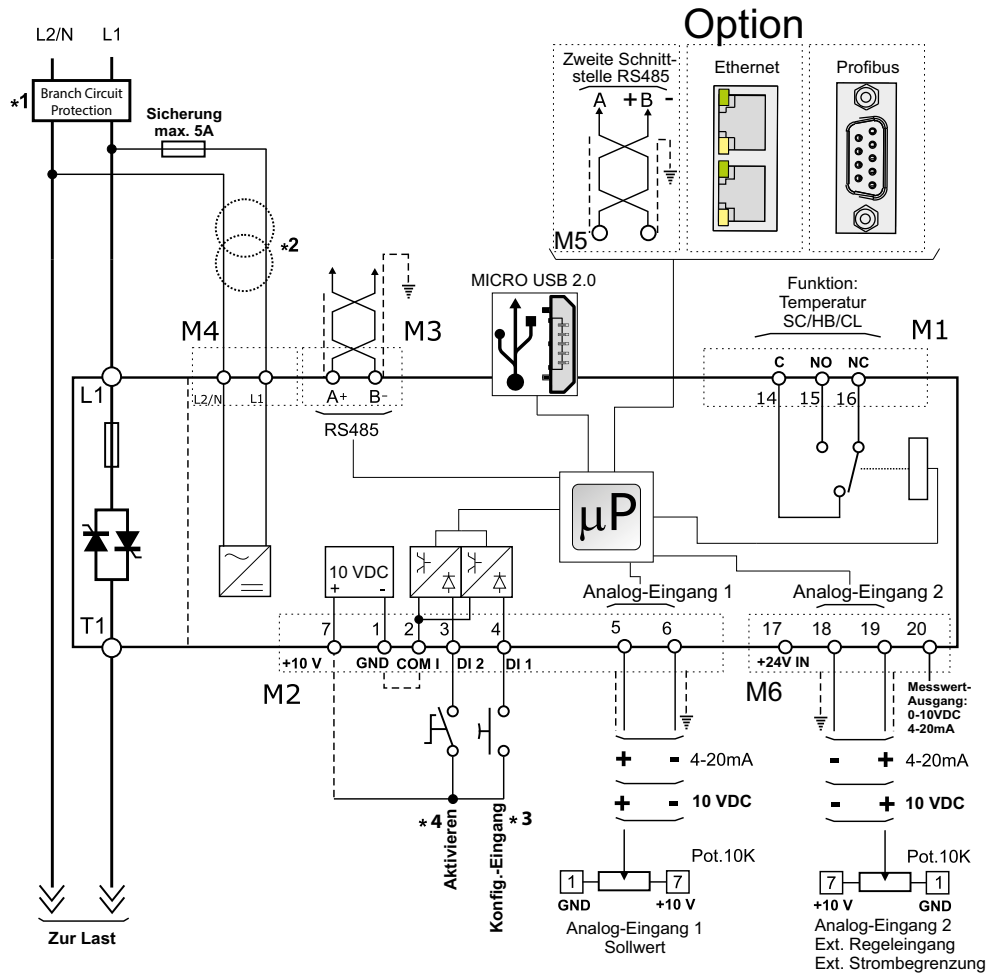 Option
L2/N L1
*1 Branch Circuit
Protection
Sicherung
max. 5A
*2
Zweite Schnitt-
stelle RS485
A + B -
M5
Ethernet
Profibus
MICRO USB 2.0
Funktion:
Temperatur
SC/HB/CL
M4
M3
M1
C NO NC
14 15 16
L1
L2/N L1
A+ B-
RS485
µP
10 VDC
+ -
Analog-Eingang 1
Analog-Eingang 2
T1
7 1 2 3 4 5 6
17 18 19 20
+10 V GND COM I DI 2 DI 1
+24V IN
M2
M6
Messwert-
Ausgang:
0-10VDC
4-20mA
+ - 4-20mA
- + 4-20mA
+ - 10 VDC
- + 10 VDC
*4 Aktivieren
*3 Konfig.-Eingang
Pot.10K
1 7
GND +10 V
Analog-Eingang 1
Sollwert
Pot.10K
7 1
+10 V GND
Analog-Eingang 2
Ext. Regeleingang
Ext. Strombegrenzung
Zur Last